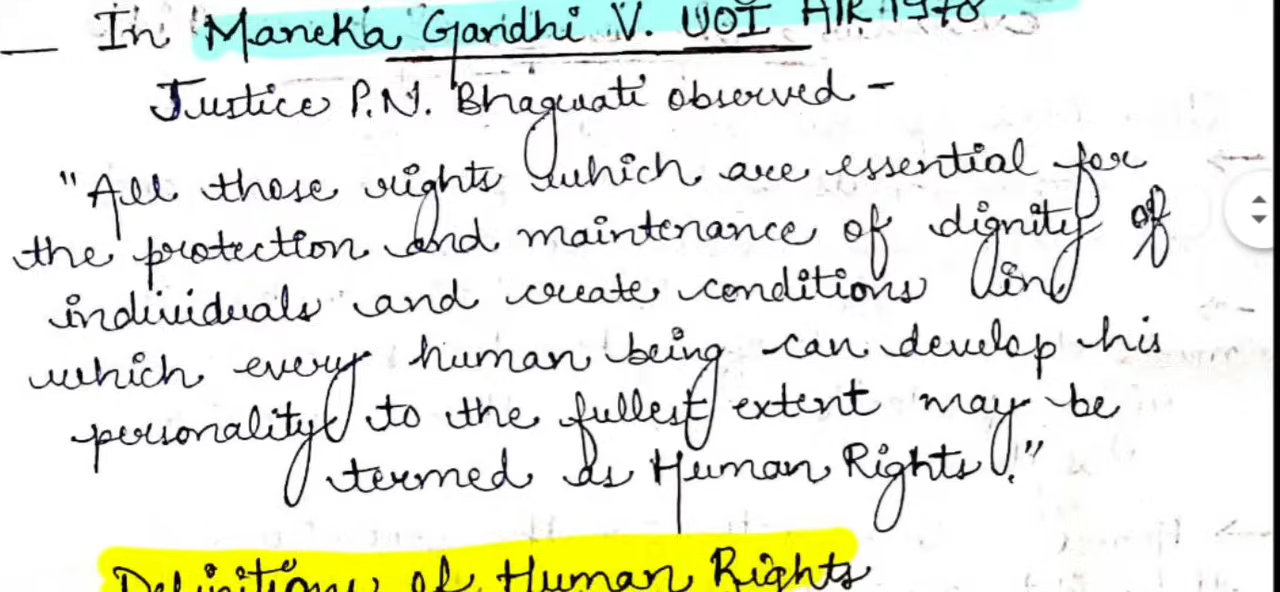 — In Maneka Gandhi V. UOI AIR 1978
Justice P.N. Bhagwati observed -
"All those rights which are essential for
the protection and maintenance of dignity of
individuals and create conditions in
which every human being can develop his
personality to the fullest extent may be
termed as Human Rights."
Definitions of Human Rights